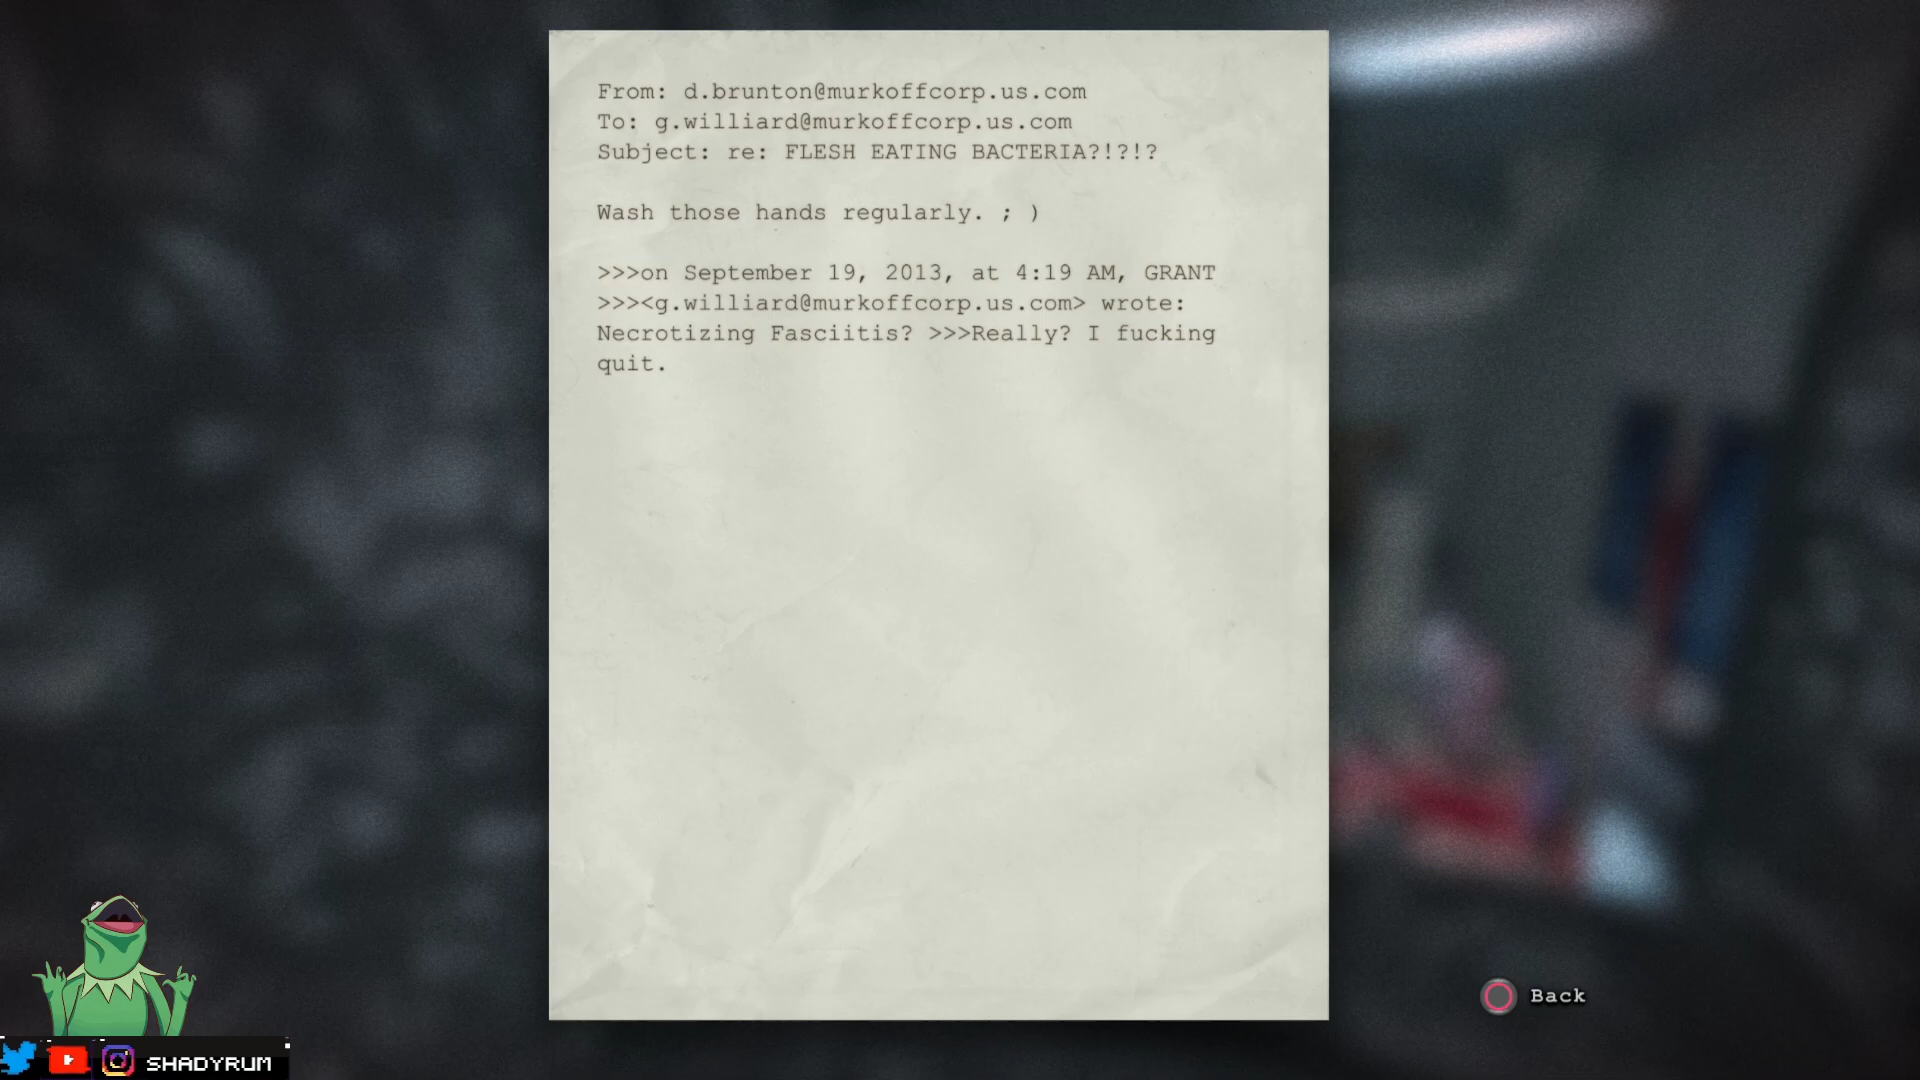 From: d.brunton@murkoffcorp.us.com
To: g.williard@murkoffcorp.us.com
Subject: re: FLESH EATING BACTERIA?!?!?
Wash those hands regularly. ; )
>>>on September 19, 2013, at 4:19 AM, GRANT
>>><g.williard@murkoffcorp.us.com> wrote:
Necrotizing Fasciitis? >>>Really? I fucking
quit.
Back
SHADYRUM